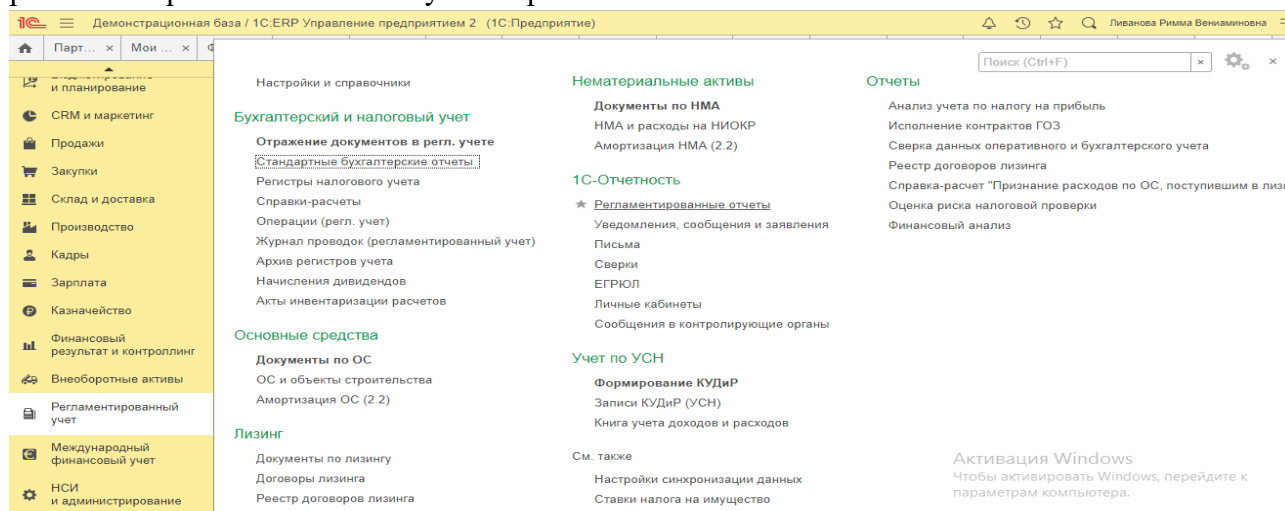 1С Демонстрационная база / 1С:ERP Управление предприятием 2 (1С:Предприятие) Ливанова Римма Вениаминовна
Парт... × Мои ... ×
и планирование
CRM и маркетинг
Продажи
Закупки
Склад и доставка
Производство
Кадры
Зарплата
Казначейство
Финансовый
результат и контроллинг
Внеоборотные активы
Регламентированный
учет
Международный
финансовый учет
НСИ
и администрирование
Настройки и справочники
Бухгалтерский и налоговый учет
Отражение документов в регл. учете
Стандартные бухгалтерские отчеты
Регистры налогового учета
Справки-расчеты
Операции (регл. учет)
Журнал проводок (регламентированный учет)
Архив регистров учета
Начисления дивидендов
Акты инвентаризации расчетов
Основные средства
Документы по ОС
ОС и объекты строительства
Амортизация ОС (2.2)
Лизинг
Документы по лизингу
Договоры лизинга
Реестр договоров лизинга
Нематериальные активы
Документы по НМА
НМА и расходы на НИОКР
Амортизация НМА (2.2)
1С-Отчетность
Регламентированные отчеты
Уведомления, сообщения и заявления
Письма
Сверки
ЕГРЮЛ
Личные кабинеты
Сообщения в контролирующие органы
Учет по УСН
Формирование КУДиР
Записи КУДиР (УСН)
Книга учета доходов и расходов
См. также
Настройки синхронизации данных
Ставки налога на имущество
Поиск (Ctrl+F) ×
×
Отчеты
Анализ учета по налогу на прибыль
Исполнение контрактов ГОЗ
Сверка данных оперативного и бухгалтерского учета
Реестр договоров лизинга
Справка-расчет "Признание расходов по ОС, поступившим в лиз
Оценка риска налоговой проверки
Финансовый анализ
Активация Windows
Чтобы активировать Windows, перейдите к
параметрам компьютера.